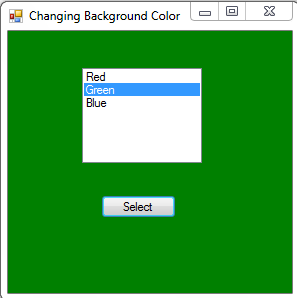 Changing Background Color
Red
Green
Blue
Select